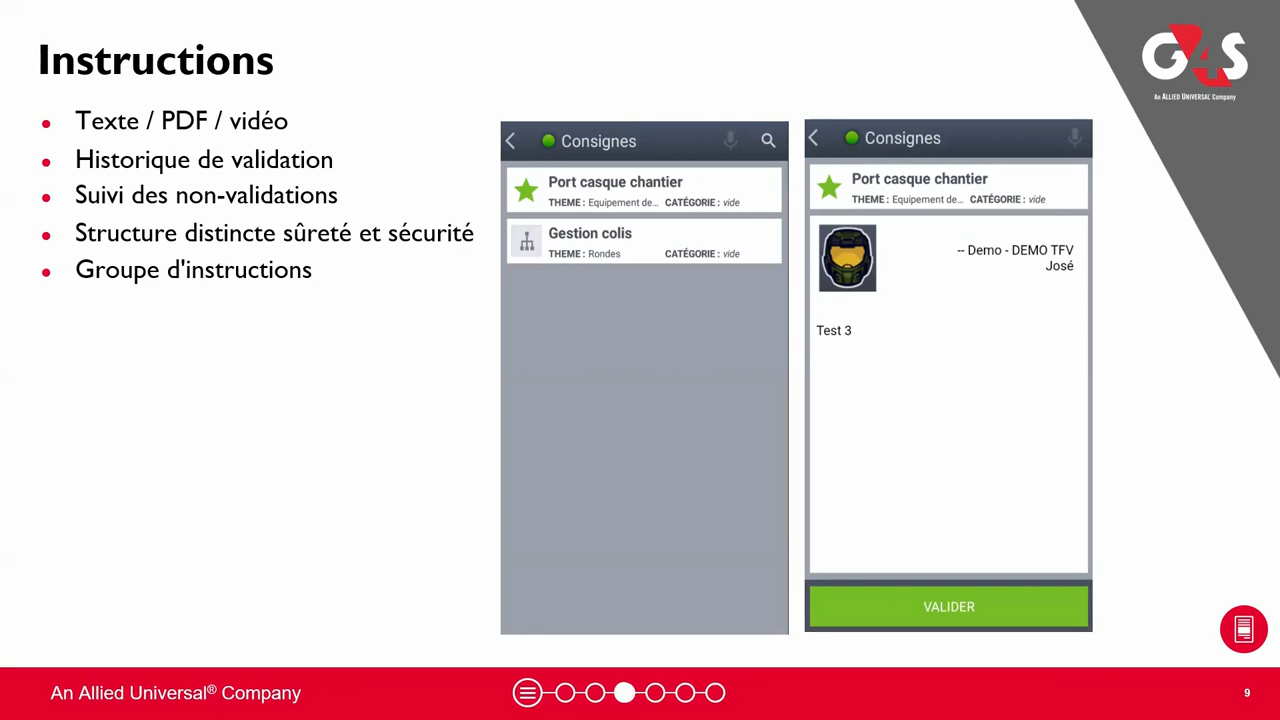 Instructions
Texte / PDF / vidéo
Historique de validation
Suivi des non-validations
Structure distincte sûreté et sécurité
Groupe d'instructions
Consignes
Port casque chantier
THEME : Equipement de... CATÉGORIE : vide
Gestion colis
THEME : Rondes CATÉGORIE : vide
Consignes
Port casque chantier
THEME : Equipement de... CATÉGORIE : vide
-- Demo - DEMO TFV
José
Test 3
VALIDER
G4S
An ALLIED UNIVERSAL® Company
An Allied Universal® Company
9